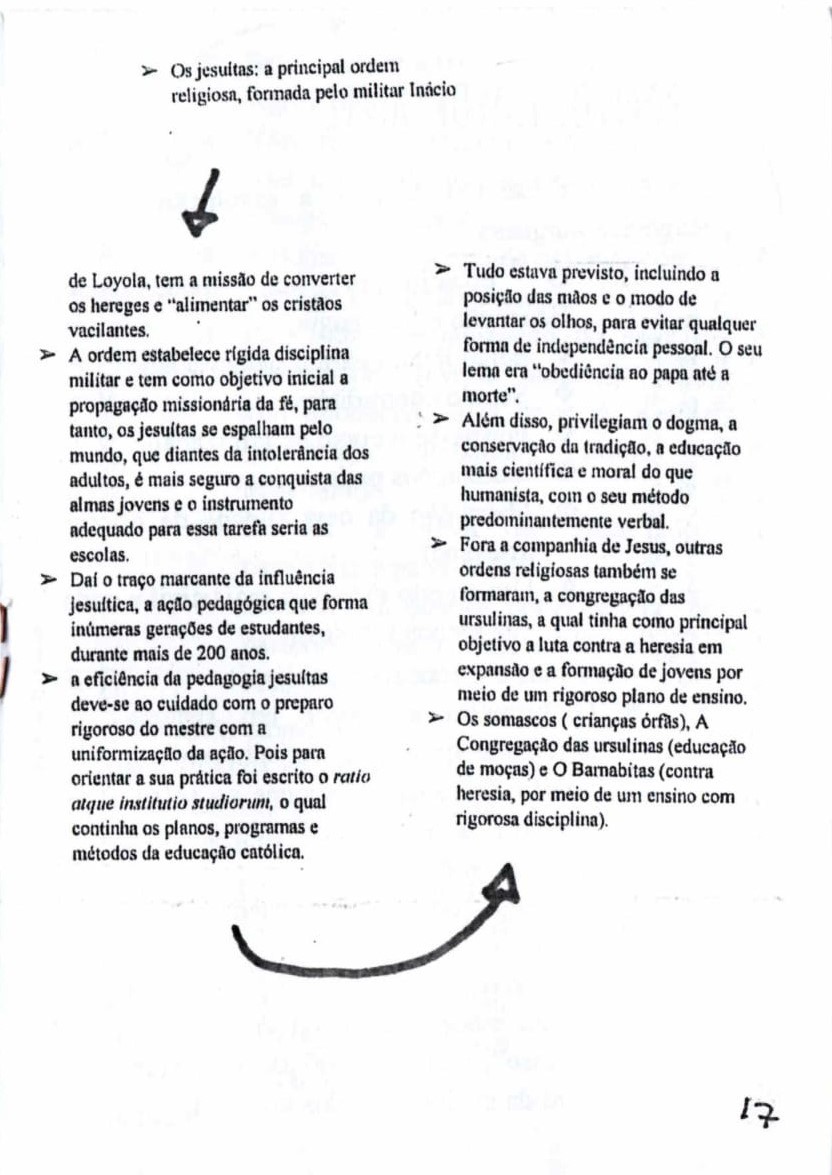 ➢ Os jesuítas: a principal ordem
religiosa, formada pelo militar Inácio
de Loyola, tem a missão de converter
os hereges e “alimentar” os cristãos
vacilantes.
➢ A ordem estabelece rígida disciplina
militar e tem como objetivo inicial a
propagação missionária da fé, para
tanto, os jesuítas se espalham pelo
mundo, que diantes da intolerância dos
adultos, é mais seguro a conquista das
almas jovens e o instrumento
adequado para essa tarefa seria as
escolas.
➢ Daí o traço marcante da influência
jesuítica, a ação pedagógica que forma
inúmeras gerações de estudantes,
durante mais de 200 anos.
➢ a eficiência da pedagogia jesuítas
deve-se ao cuidado com o preparo
rigoroso do mestre com a
uniformização da ação. Pois para
orientar a sua prática foi escrito o ratio
atque institutio studiorum, o qual
continha os planos, programas e
métodos da educação católica.
➢ Tudo estava previsto, incluindo a
posição das mãos e o modo de
levantar os olhos, para evitar qualquer
forma de independência pessoal. O seu
lema era “obediência ao papa até a
morte”.
➢ Além disso, privilegiam o dogma, a
conservação da tradição, a educação
mais científica e moral do que
humanista, com o seu método
predominantemente verbal.
➢ Fora a companhia de Jesus, outras
ordens religiosas também se
formaram, a congregação das
ursulinas, a qual tinha como principal
objetivo a luta contra a heresia em
expansão e a formação de jovens por
meio de um rigoroso plano de ensino.
➢ Os somascos ( crianças órfãs), A
Congregação das ursulinas (educação
de moças) e O Barnabitas (contra
heresia, por meio de um ensino com
rigorosa disciplina).
17